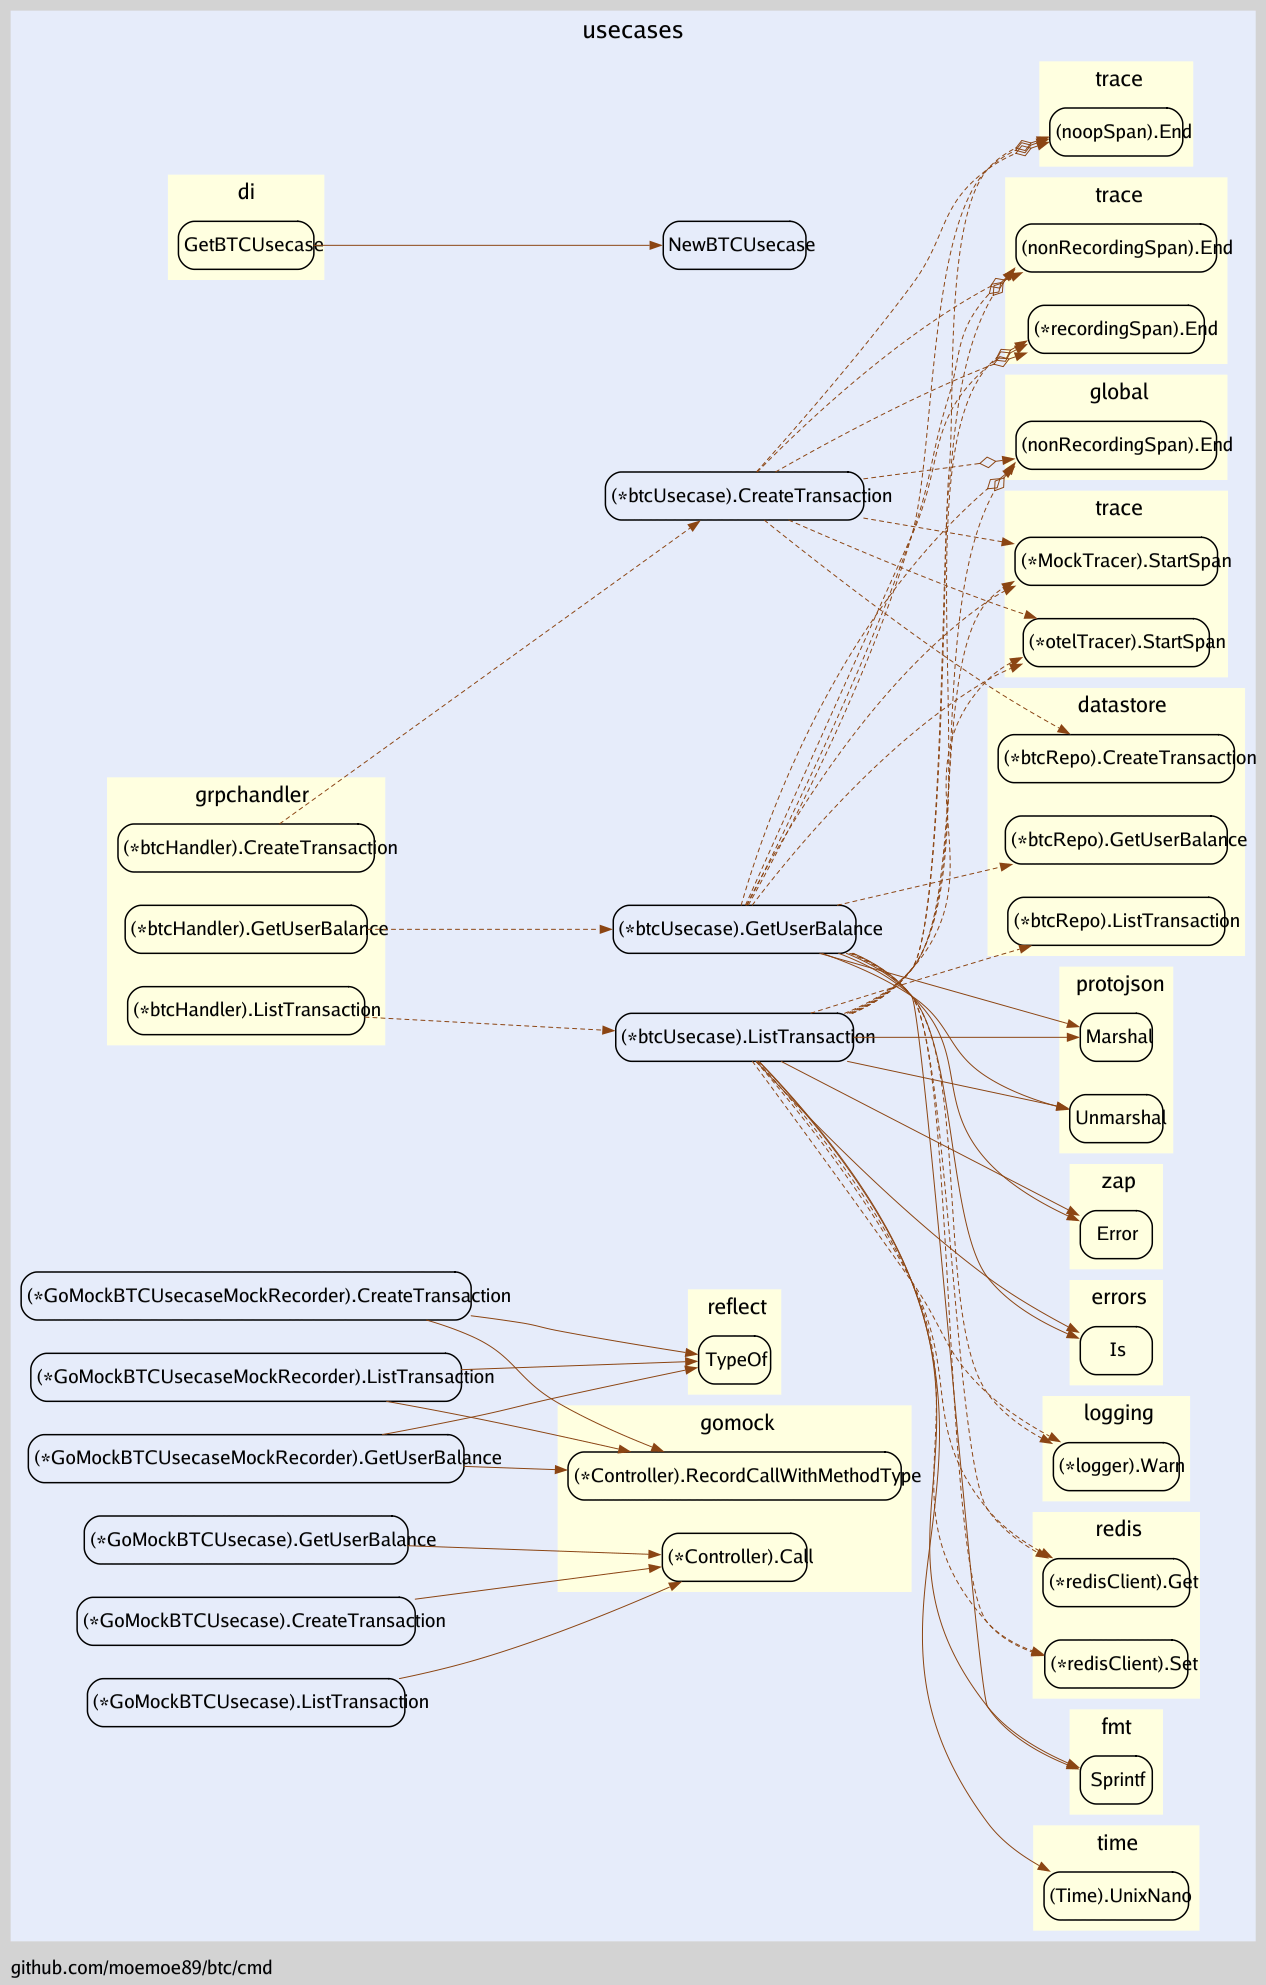 usecases
trace
(noopSpan).End
di
GetBTCUsecase
NewBTCUsecase
trace
(nonRecordingSpan).End
(*recordingSpan).End
global
(nonRecordingSpan).End
(*btcUsecase).CreateTransaction
trace
(*MockTracer).StartSpan
(*otelTracer).StartSpan
datastore
(*btcRepo).CreateTransaction
(*btcRepo).GetUserBalance
(*btcRepo).ListTransaction
grpchandler
(*btcHandler).CreateTransaction
(*btcHandler).GetUserBalance
(*btcHandler).ListTransaction
(*btcUsecase).GetUserBalance
(*btcUsecase).ListTransaction
protojson
Marshal
Unmarshal
zap
Error
errors
Is
(*GoMockBTCUsecaseMockRecorder).CreateTransaction
(*GoMockBTCUsecaseMockRecorder).ListTransaction
(*GoMockBTCUsecaseMockRecorder).GetUserBalance
(*GoMockBTCUsecase).GetUserBalance
(*GoMockBTCUsecase).CreateTransaction
(*GoMockBTCUsecase).ListTransaction
reflect
TypeOf
gomock
(*Controller).RecordCallWithMethodType
(*Controller).Call
logging
(*logger).Warn
redis
(*redisClient).Get
(*redisClient).Set
fmt
Sprintf
time
(Time).UnixNano
github.com/moemoe89/btc/cmd